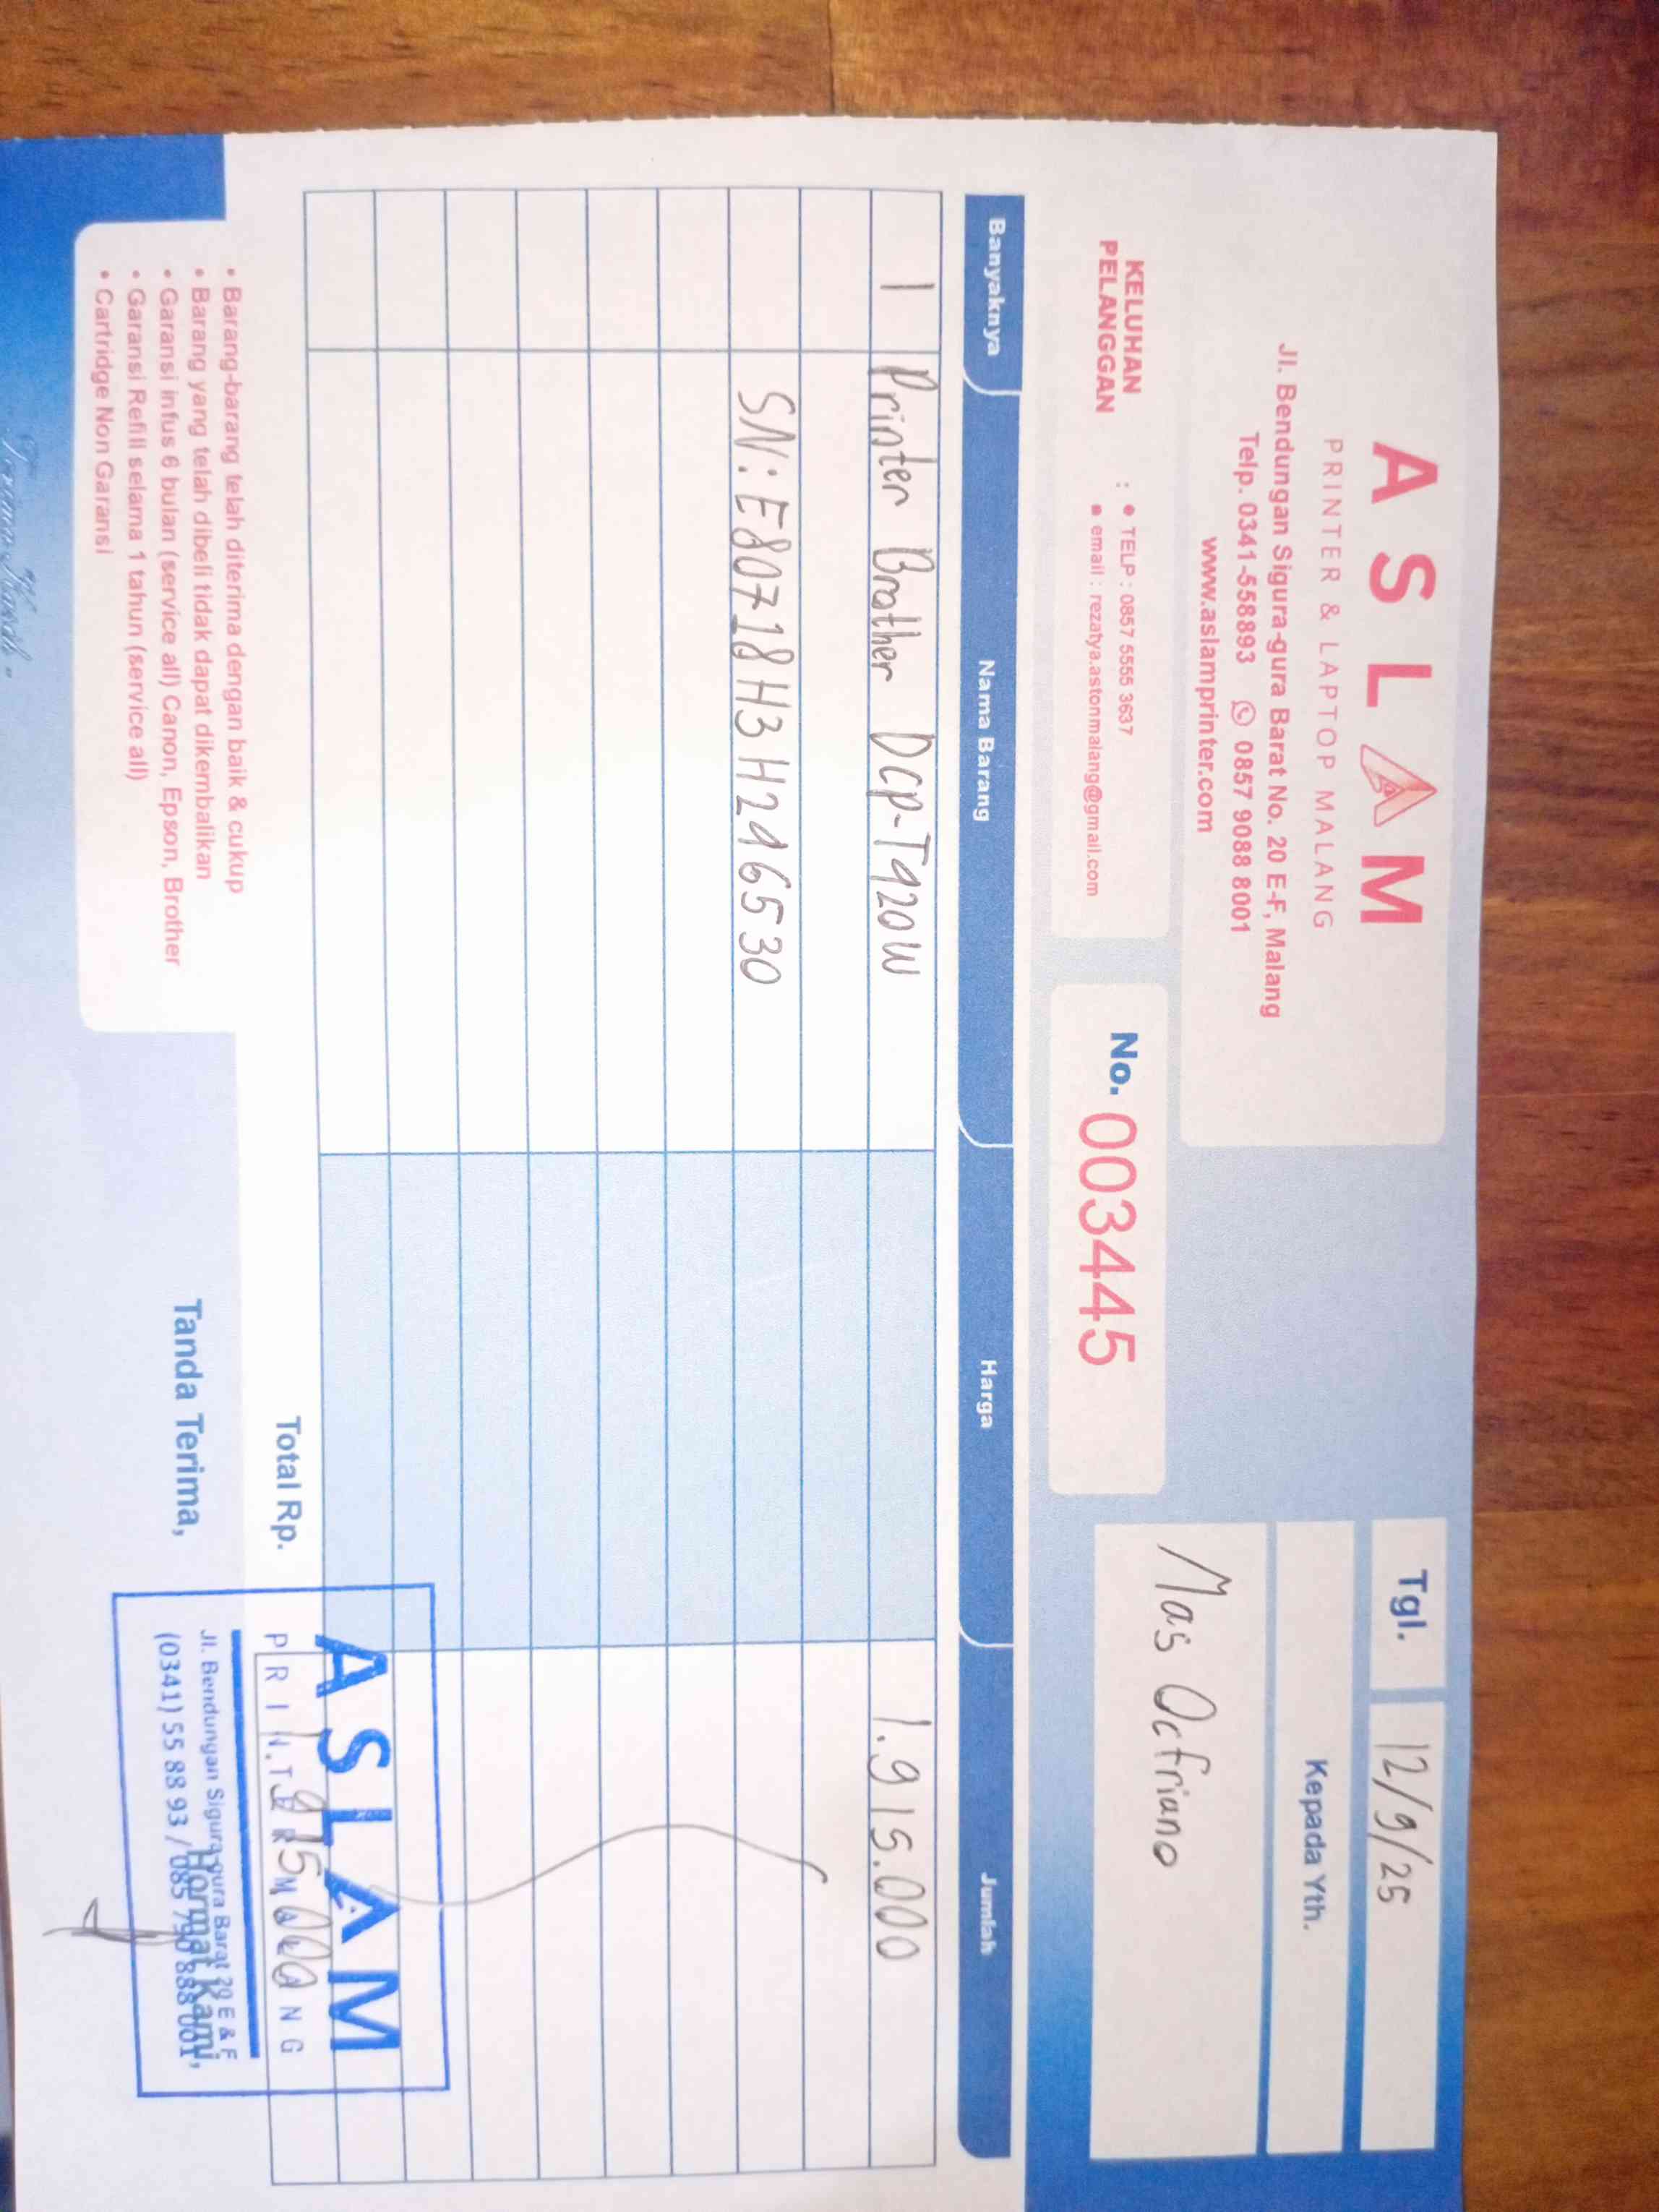 ASLAM
PRINTER & LAPTOP MALANG
Jl. Bendungan Sigura-gura Barat No. 20 E-F, Malang
Telp. 0341-558893 0857 9088 8001
www.aslamprinter.com
KELUHAN PELANGGAN : • TELP : 0857 5555 3637
• email : rezatya.astonmalang@gmail.com
No. 003445
Tgl. 12/9/25
Kepada Yth.
Mas Octriano
Banyaknya Nama Barang Harga Jumlah
1 Printer Brother Dcp-T920W 1.915.000
SN: E80718H3H246530
Total Rp. 1.915.000
• Barang-barang telah diterima dengan baik & cukup
• Barang yang telah dibeli tidak dapat dikembalikan
• Garansi infus 6 bulan (service all) Canon, Epson, Brother
• Garansi Refill selama 1 tahun (service all)
• Cartridge Non Garansi
Tanda Terima,
Hormat Kami,
ASLAM
PRINTER MALANG
Jl. Bendungan Sigura-gura Barat 20 E & F
(0341) 55 88 93 / 085 790 888 001
Terima Kasih